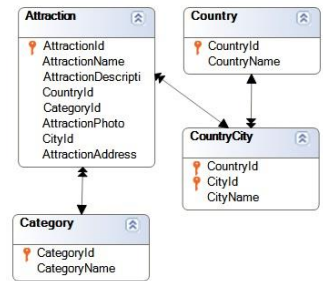 Attraction
AttractionId
AttractionName
AttractionDescripti
CountryId
CategoryId
AttractionPhoto
CityId
AttractionAddress
Country
CountryId
CountryName
CountryCity
CountryId
CityId
CityName
Category
CategoryId
CategoryName